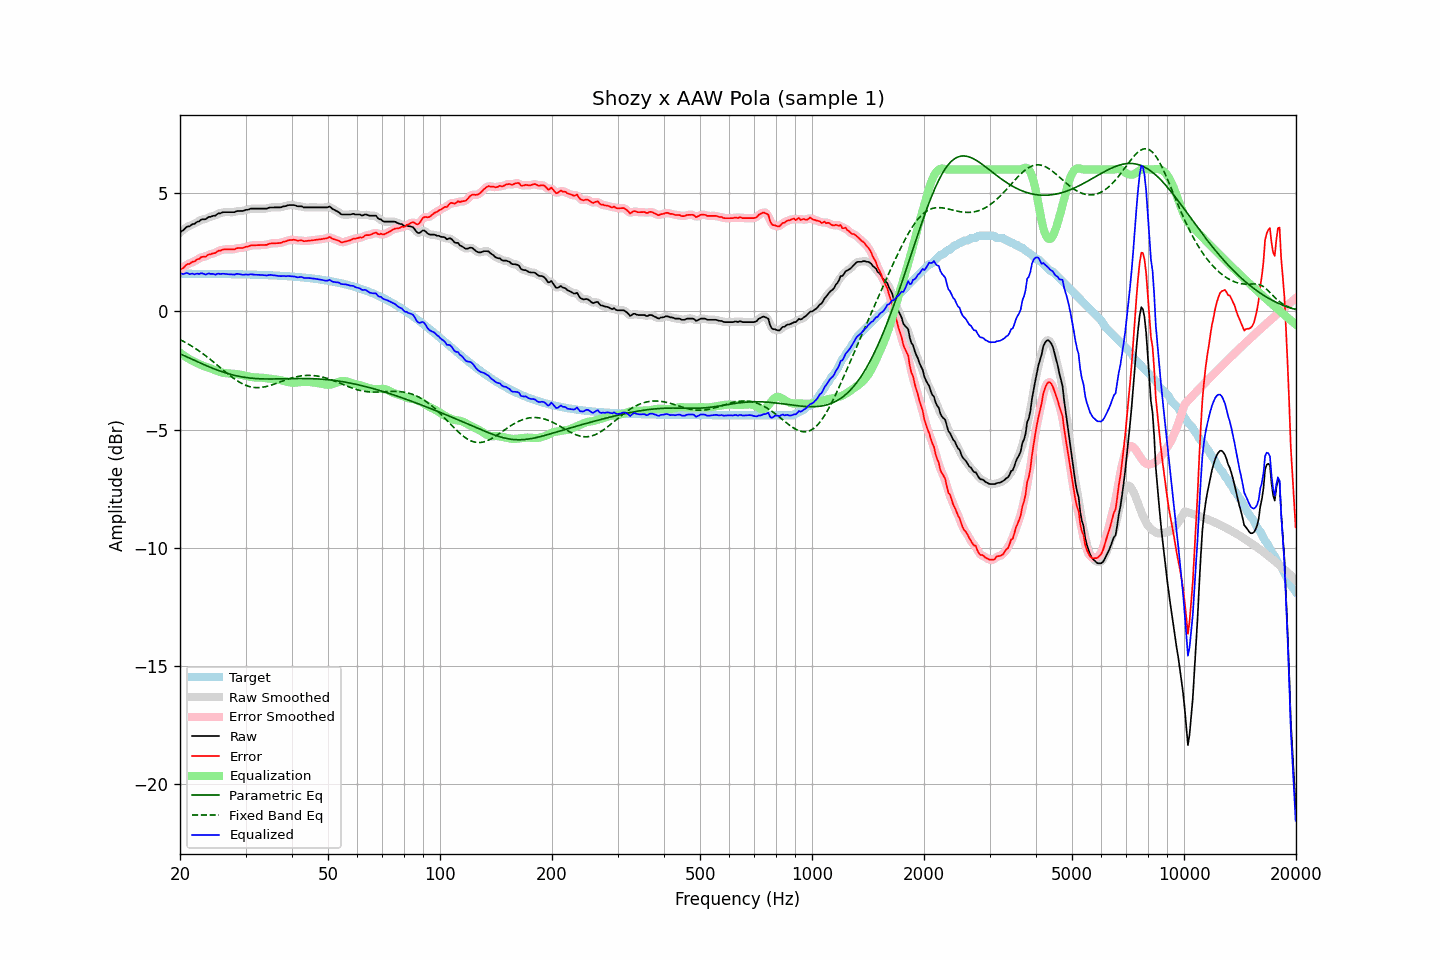 Shozy x AAW Pola (sample 1)
Amplitude (dBr)
5
0
−5
−10
−15
−20
Target
Raw Smoothed
Error Smoothed
Raw
Error
Equalization
Parametric Eq
Fixed Band Eq
Equalized
20 50 100 200 500 1000 2000 5000 10000 20000
Frequency (Hz)